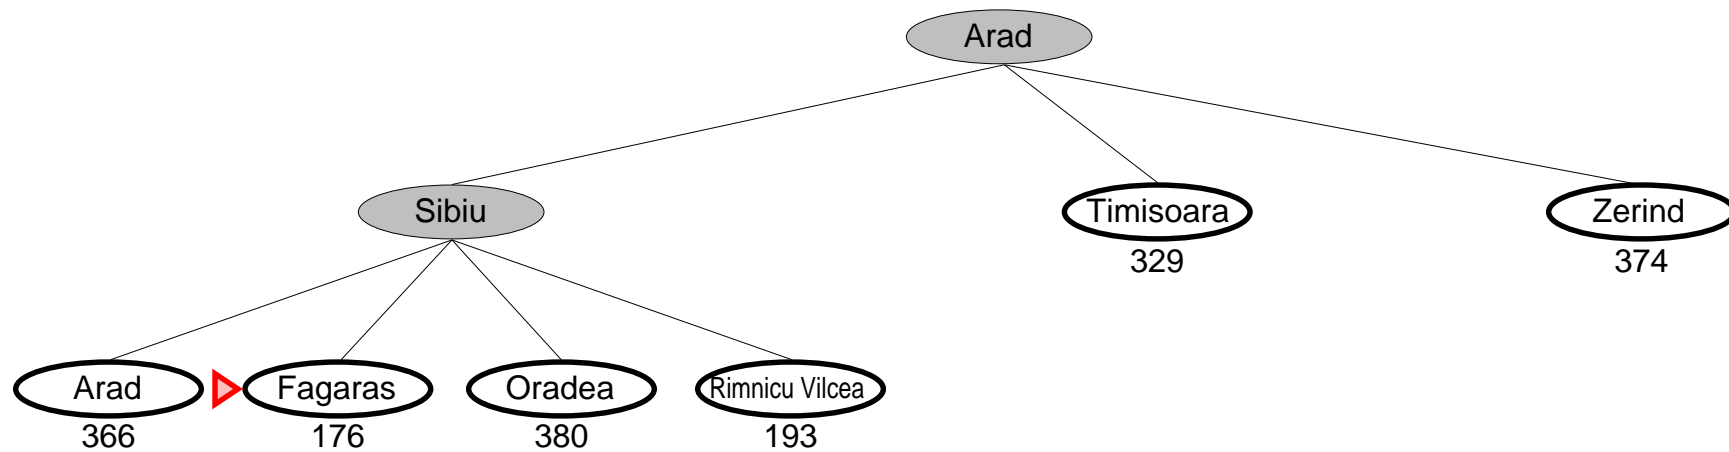 Arad
Sibiu
Timisoara
Zerind
329
374
Arad
Fagaras
Oradea
Rimnicu Vilcea
366
176
380
193